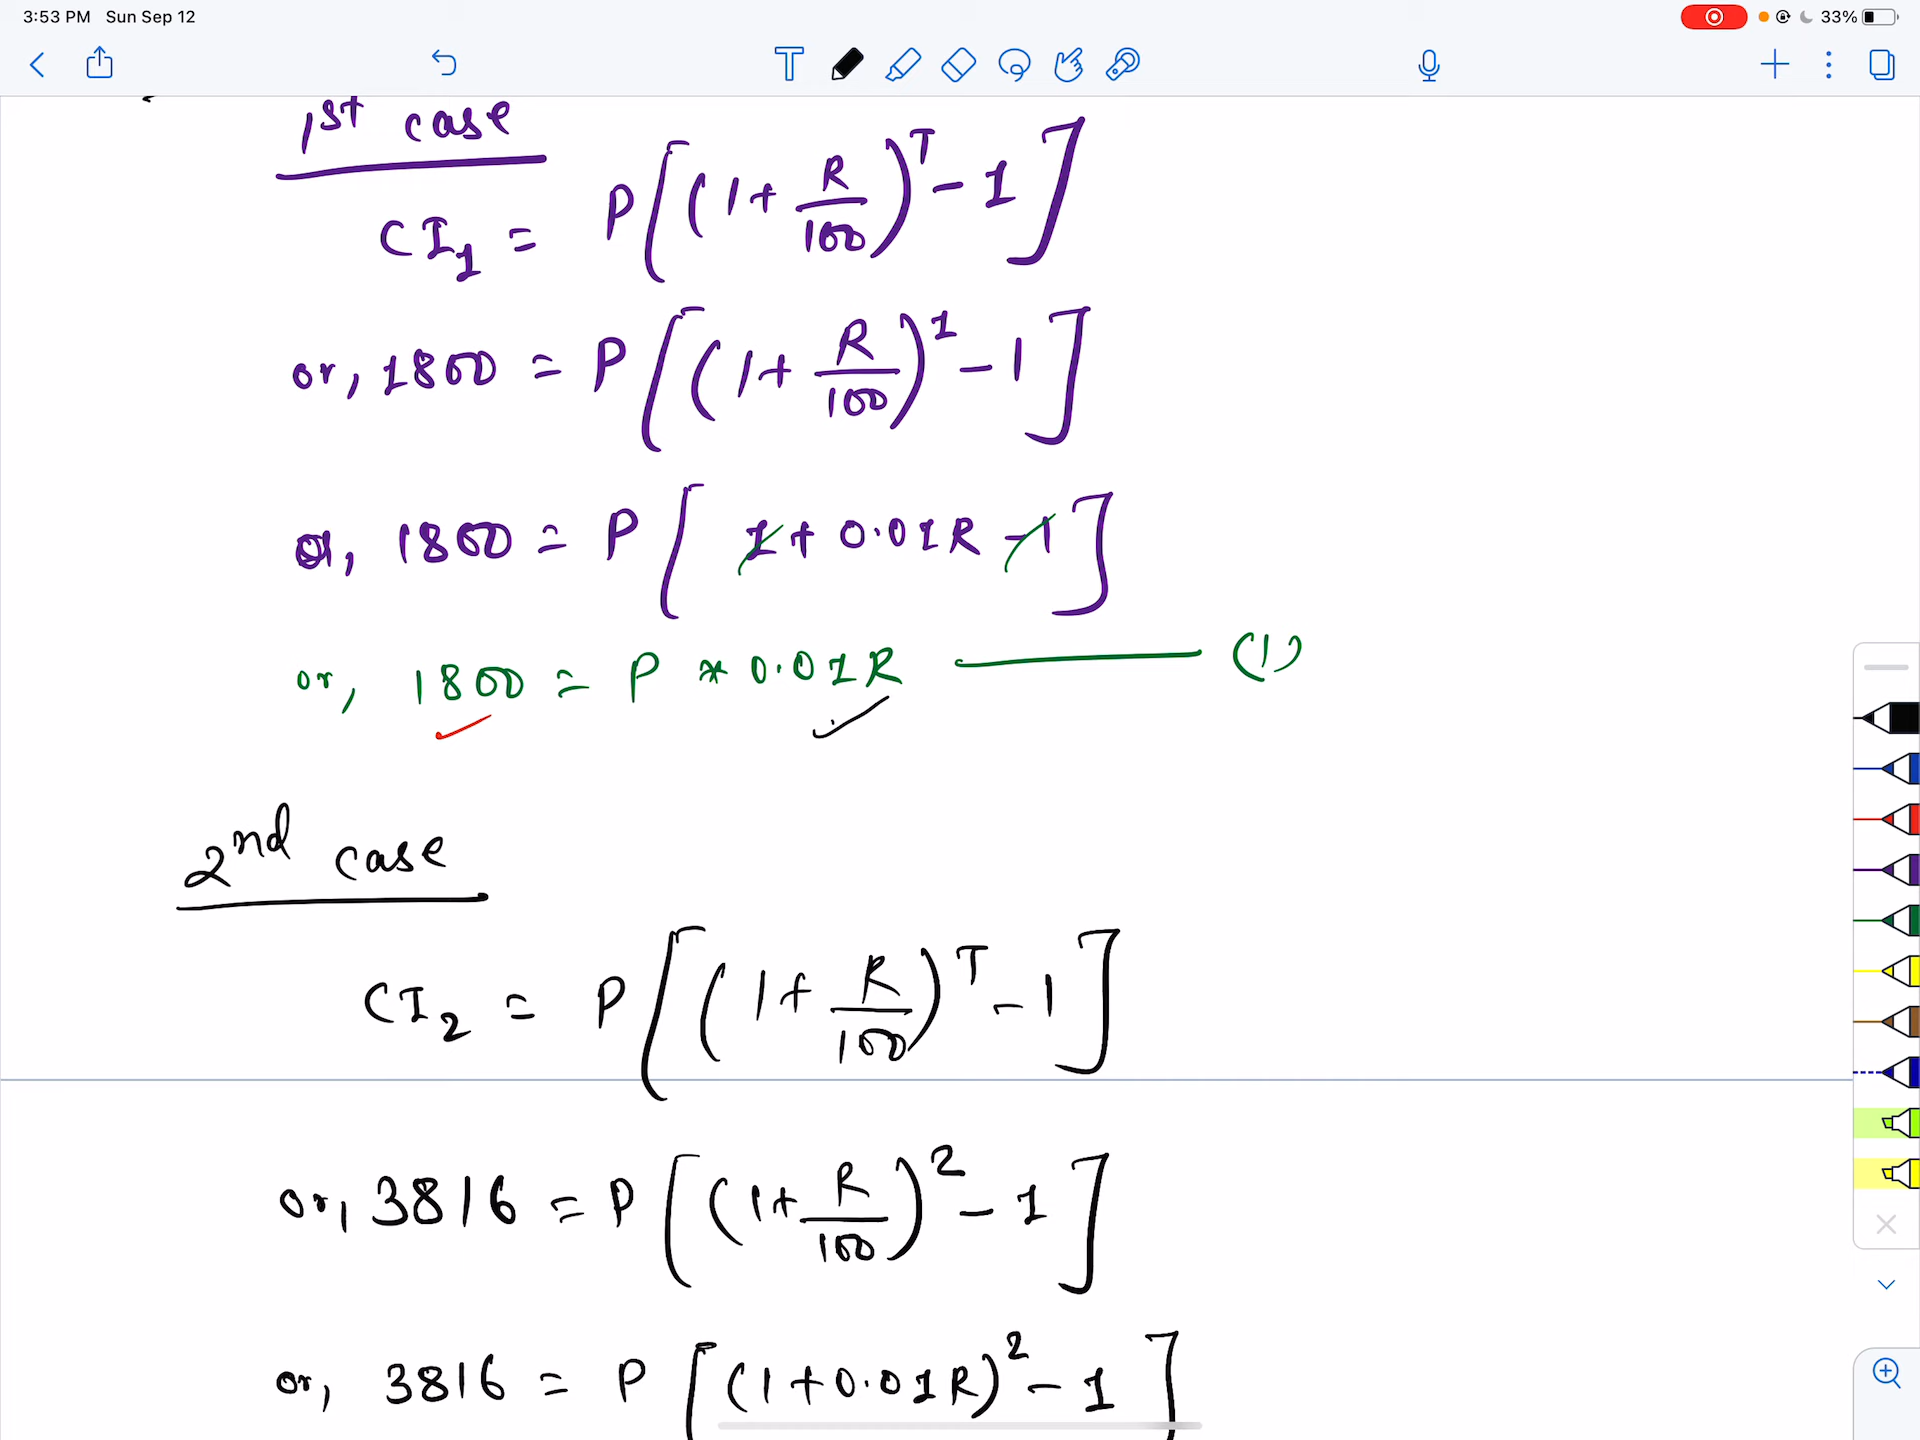 3:53 PM Sun Sep 12
33%
1st case
CI₁ = P[(1+R/100)^T - 1]
or, 1800 = P[(1+R/100)^1 - 1]
or, 1800 = P[1+0.01R-1]
or, 1800 = P * 0.01R ——— (1)
2nd case
CI₂ = P[(1+R/100)^T - 1]
or, 3816 = P[(1+R/100)^2 - 1]
or, 3816 = P[(1+0.01R)^2 - 1]